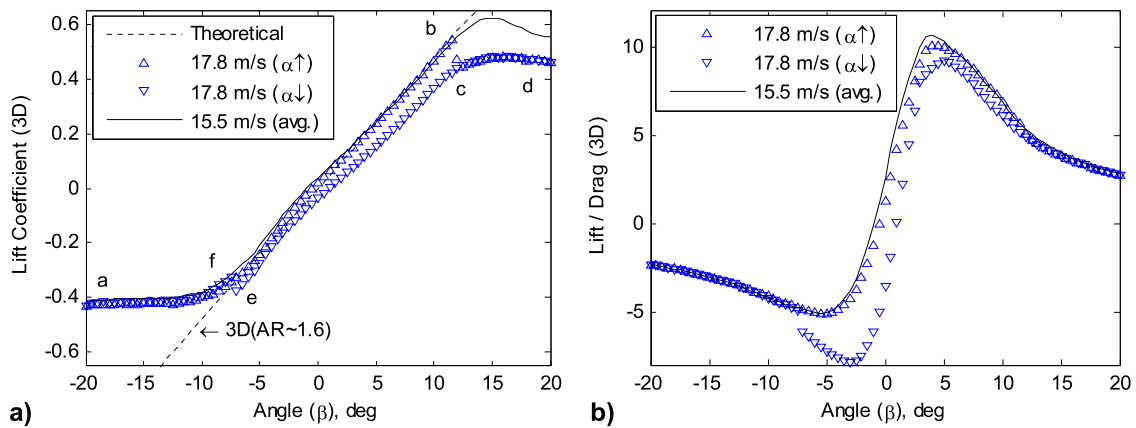 0.6
0.4
0.2
0
-0.2
-0.4
-0.6
Lift Coefficient (3D)
Theoretical
17.8 m/s (α↑)
17.8 m/s (α↓)
15.5 m/s (avg.)
a
b
c
d
e
f
← 3D(AR~1.6)
-20 -15 -10 -5 0 5 10 15 20
Angle (β), deg
a)
10
5
0
-5
Lift / Drag (3D)
17.8 m/s (α↑)
17.8 m/s (α↓)
15.5 m/s (avg.)
-20 -15 -10 -5 0 5 10 15 20
Angle (β), deg
b)